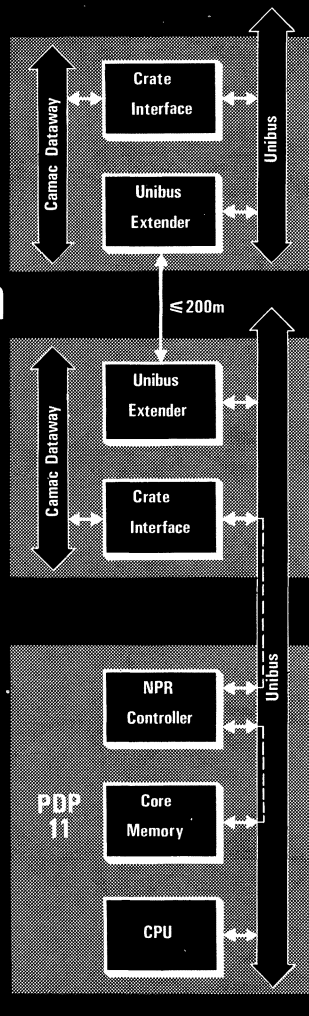 Crate
Interface
Camac Dataway
Unibus
Unibus
Extender
≤ 200m
Unibus
Extender
Camac Dataway
Crate
Interface
Unibus
NPR
Controller
PDP
11
Core
Memory
CPU